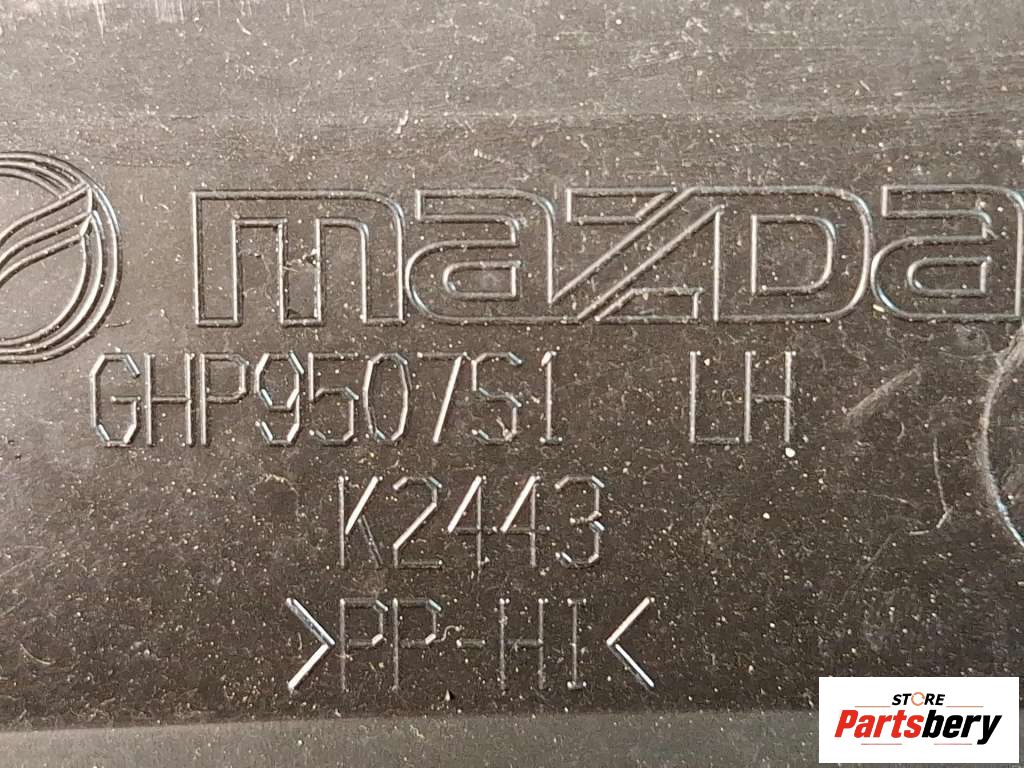 mazda
GHP9507S1 LH
K2443
>PP-HI<
STORE
Partsbery